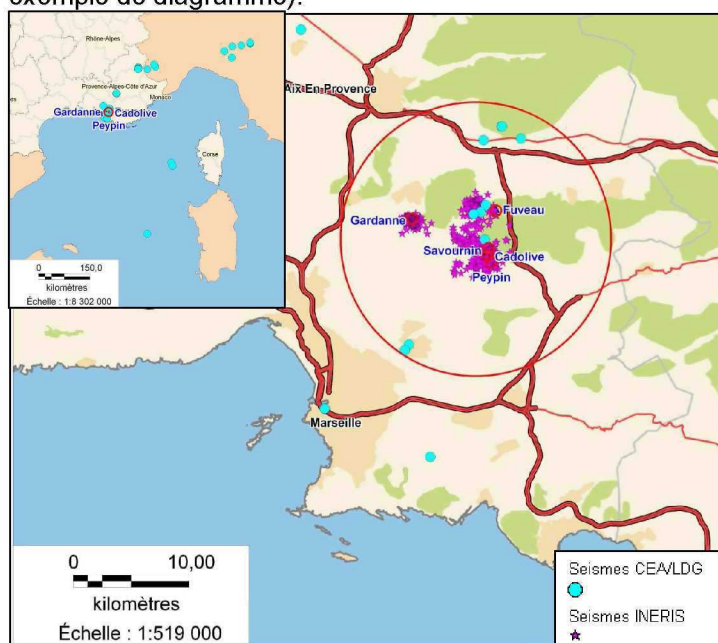 exemple de diagramme).
Rhône-Alpes
Provence-Alpes-Côte d'Azur
Monaco
Gardanne Cadolive
Peypin
Corse
0 150,0
kilomètres
Échelle : 1:8 302 000
Aix En Provence
Gardanne
Fuveau
Savournin
Cadolive
Peypin
Marseille
0 10,00
kilomètres
Échelle : 1:519 000
Seismes CEA/LDG
Seismes INERIS